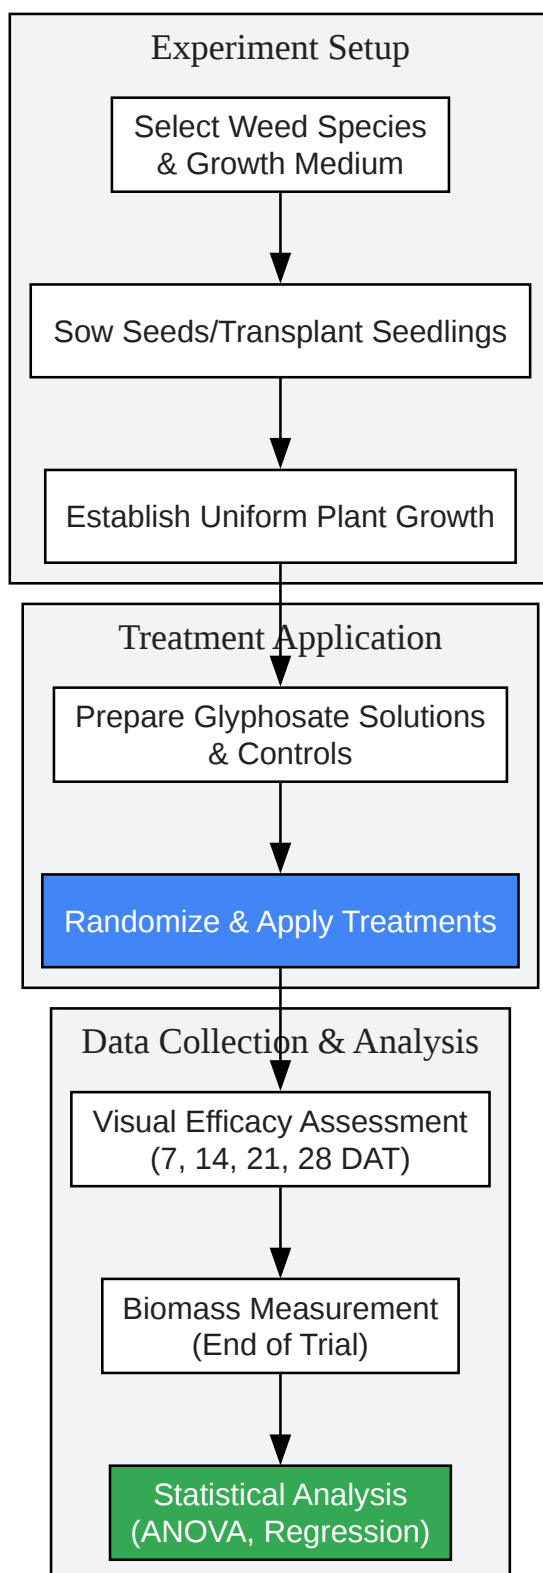 Experiment Setup
Select Weed Species
& Growth Medium
Sow Seeds/Transplant Seedlings
Establish Uniform Plant Growth
Treatment Application
Prepare Glyphosate Solutions
& Controls
Randomize & Apply Treatments
Data Collection & Analysis
Visual Efficacy Assessment
(7, 14, 21, 28 DAT)
Biomass Measurement
(End of Trial)
Statistical Analysis
(ANOVA, Regression)